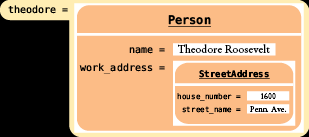 theodore =
Person
name = Theodore Roosevelt
work_address =
StreetAddress
house_number = 1600
street_name = Penn. Ave.